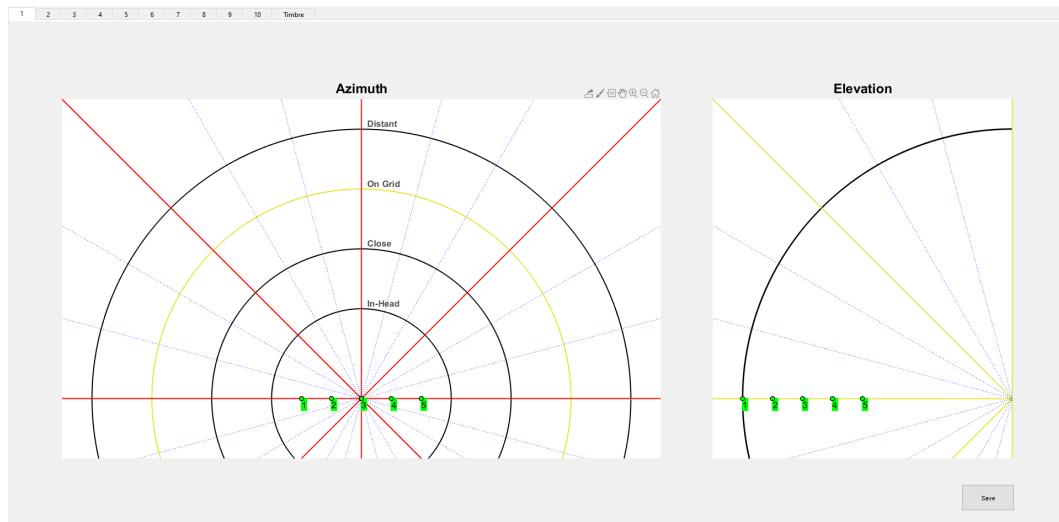 1 2 3 4 5 6 7 8 9 10 Timbre
Azimuth
Elevation
Distant
On Grid
Close
In-Head
1 2 3 4 5
1 2 3 4 5
Save